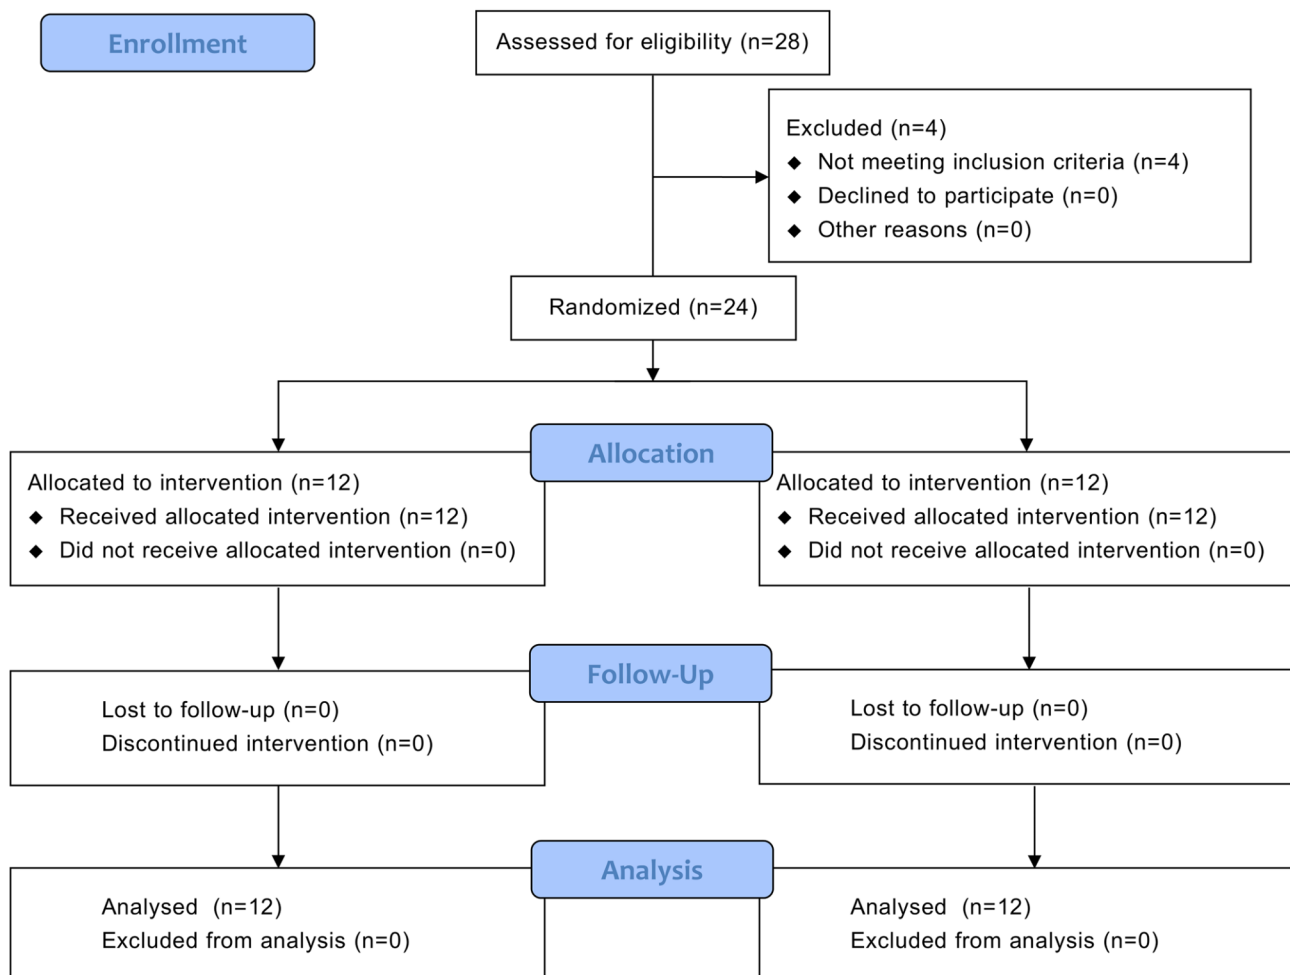 Enrollment
Assessed for eligibility (n=28)
Excluded (n=4)
◆ Not meeting inclusion criteria (n=4)
◆ Declined to participate (n=0)
◆ Other reasons (n=0)
Randomized (n=24)
Allocation
Allocated to intervention (n=12)
◆ Received allocated intervention (n=12)
◆ Did not receive allocated intervention (n=0)
Allocated to intervention (n=12)
◆ Received allocated intervention (n=12)
◆ Did not receive allocated intervention (n=0)
Follow-Up
Lost to follow-up (n=0)
Discontinued intervention (n=0)
Lost to follow-up (n=0)
Discontinued intervention (n=0)
Analysis
Analysed (n=12)
Excluded from analysis (n=0)
Analysed (n=12)
Excluded from analysis (n=0)